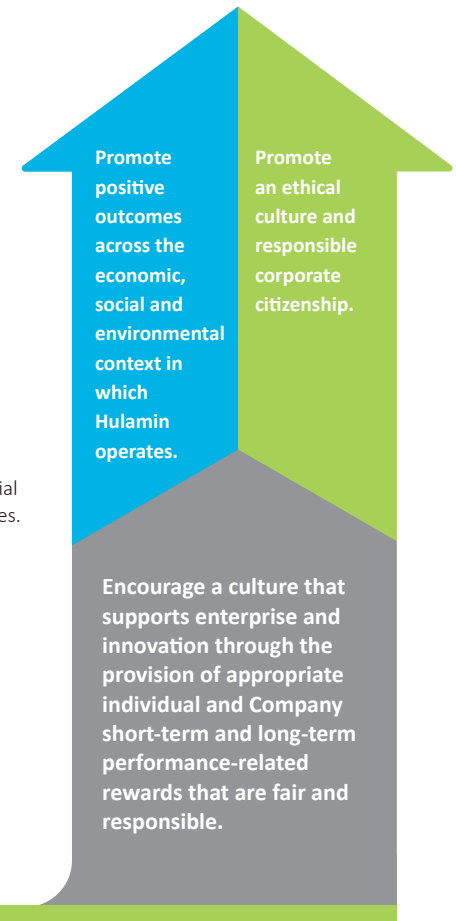 Promote
positive
outcomes
across the
economic,
social and
environmental
context in
which
Hulamin
operates.
Promote
an ethical
culture and
responsible
corporate
citizenship.
Encourage a culture that
supports enterprise and
innovation through the
provision of appropriate
individual and Company
short-term and long-term
performance-related
rewards that are fair and
responsible.